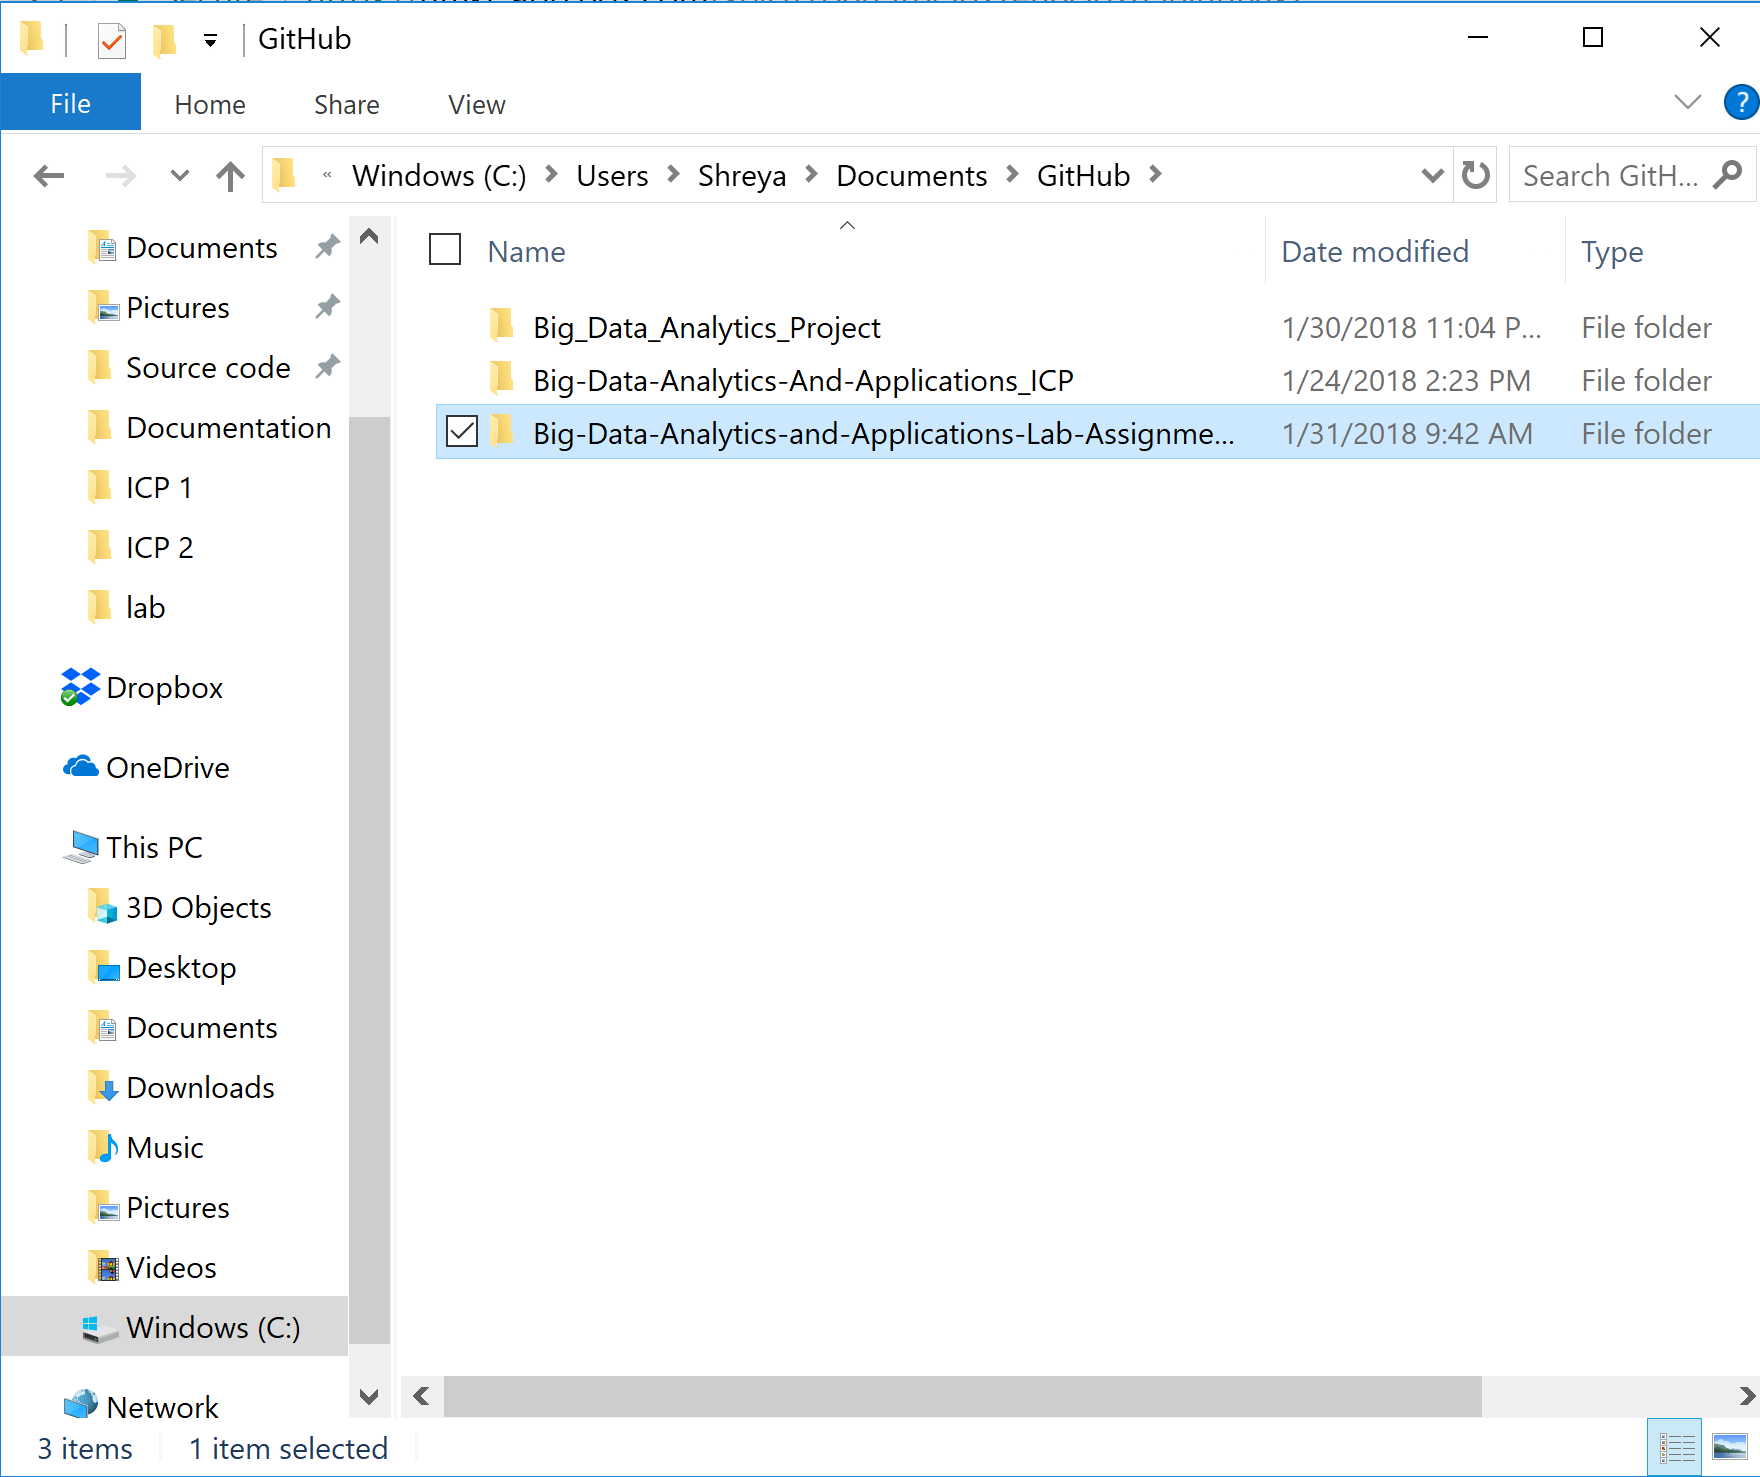 GitHub
File Home Share View
« Windows (C:) > Users > Shreya > Documents > GitHub >
Search GitH...
Documents
Pictures
Source code
Documentation
ICP 1
ICP 2
lab
Dropbox
OneDrive
This PC
3D Objects
Desktop
Documents
Downloads
Music
Pictures
Videos
Windows (C:)
Network
Name Date modified Type
Big_Data_Analytics_Project 1/30/2018 11:04 P... File folder
Big-Data-Analytics-And-Applications_ICP 1/24/2018 2:23 PM File folder
Big-Data-Analytics-and-Applications-Lab-Assignme... 1/31/2018 9:42 AM File folder
3 items 1 item selected